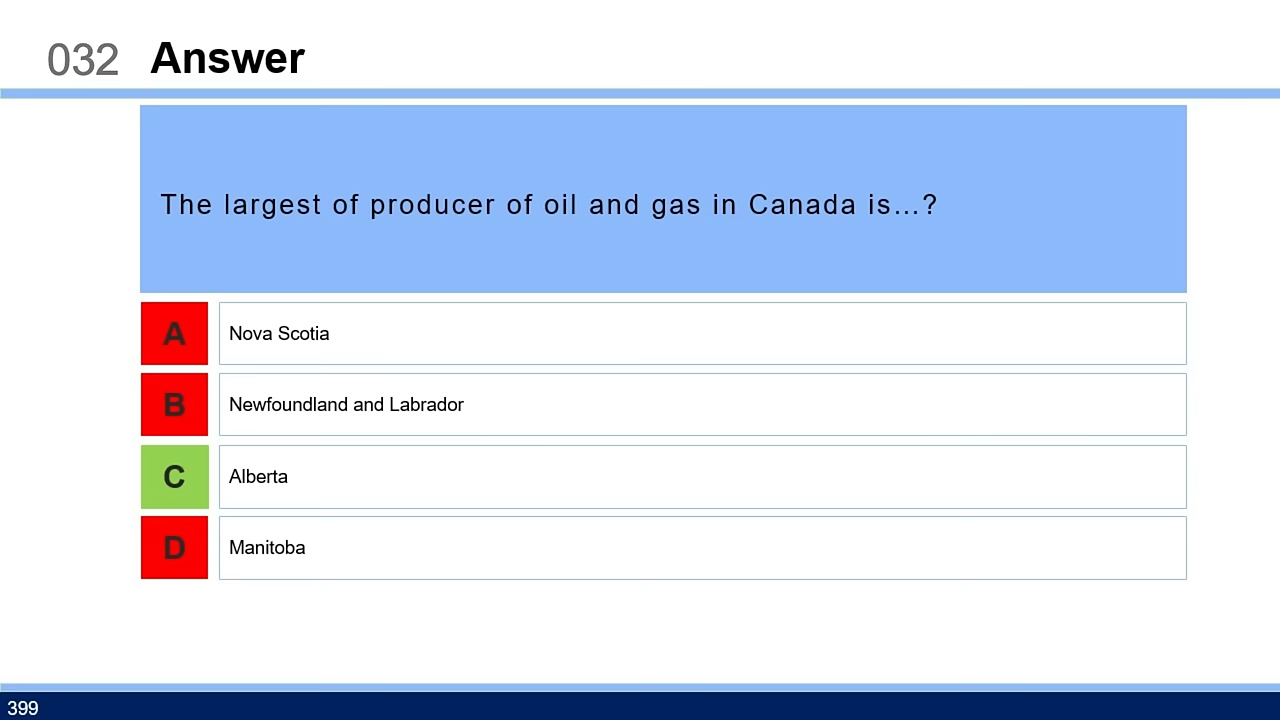 032 Answer
The largest of producer of oil and gas in Canada is...?
A Nova Scotia
B Newfoundland and Labrador
C Alberta
D Manitoba
399